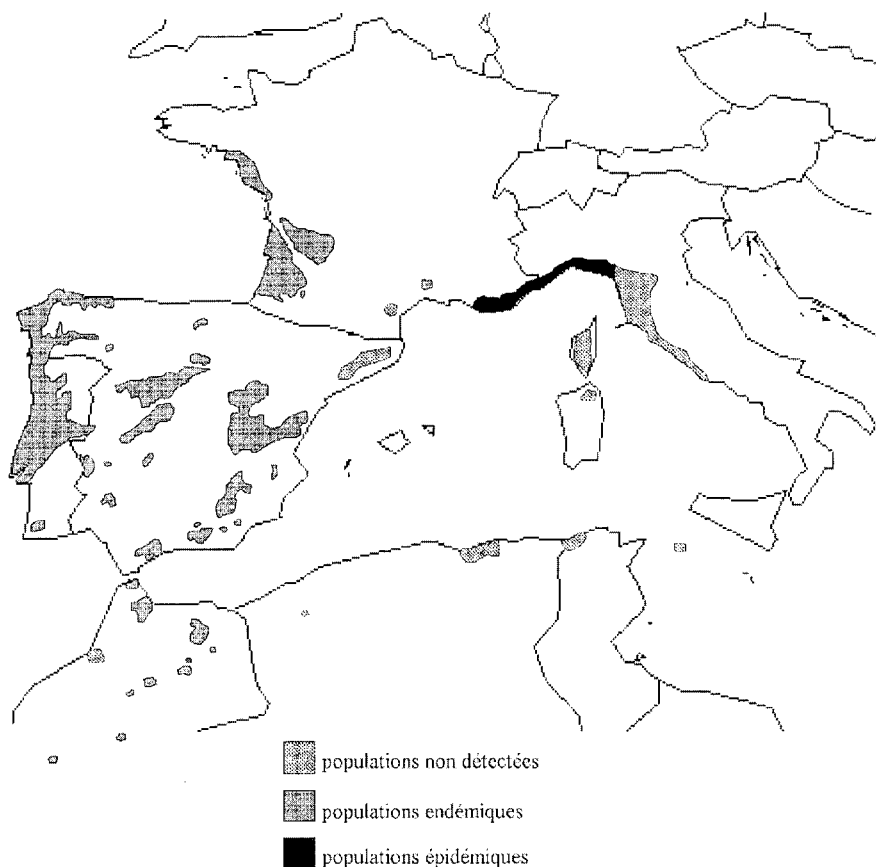 populations non détectées
populations endémiques
populations épidémiques